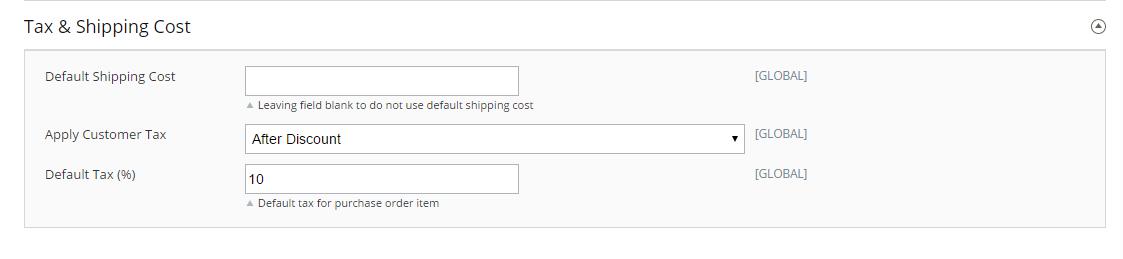 Tax & Shipping Cost
Default Shipping Cost [GLOBAL]
Leaving field blank to do not use default shipping cost
Apply Customer Tax After Discount [GLOBAL]
Default Tax (%) 10 [GLOBAL]
Default tax for purchase order item